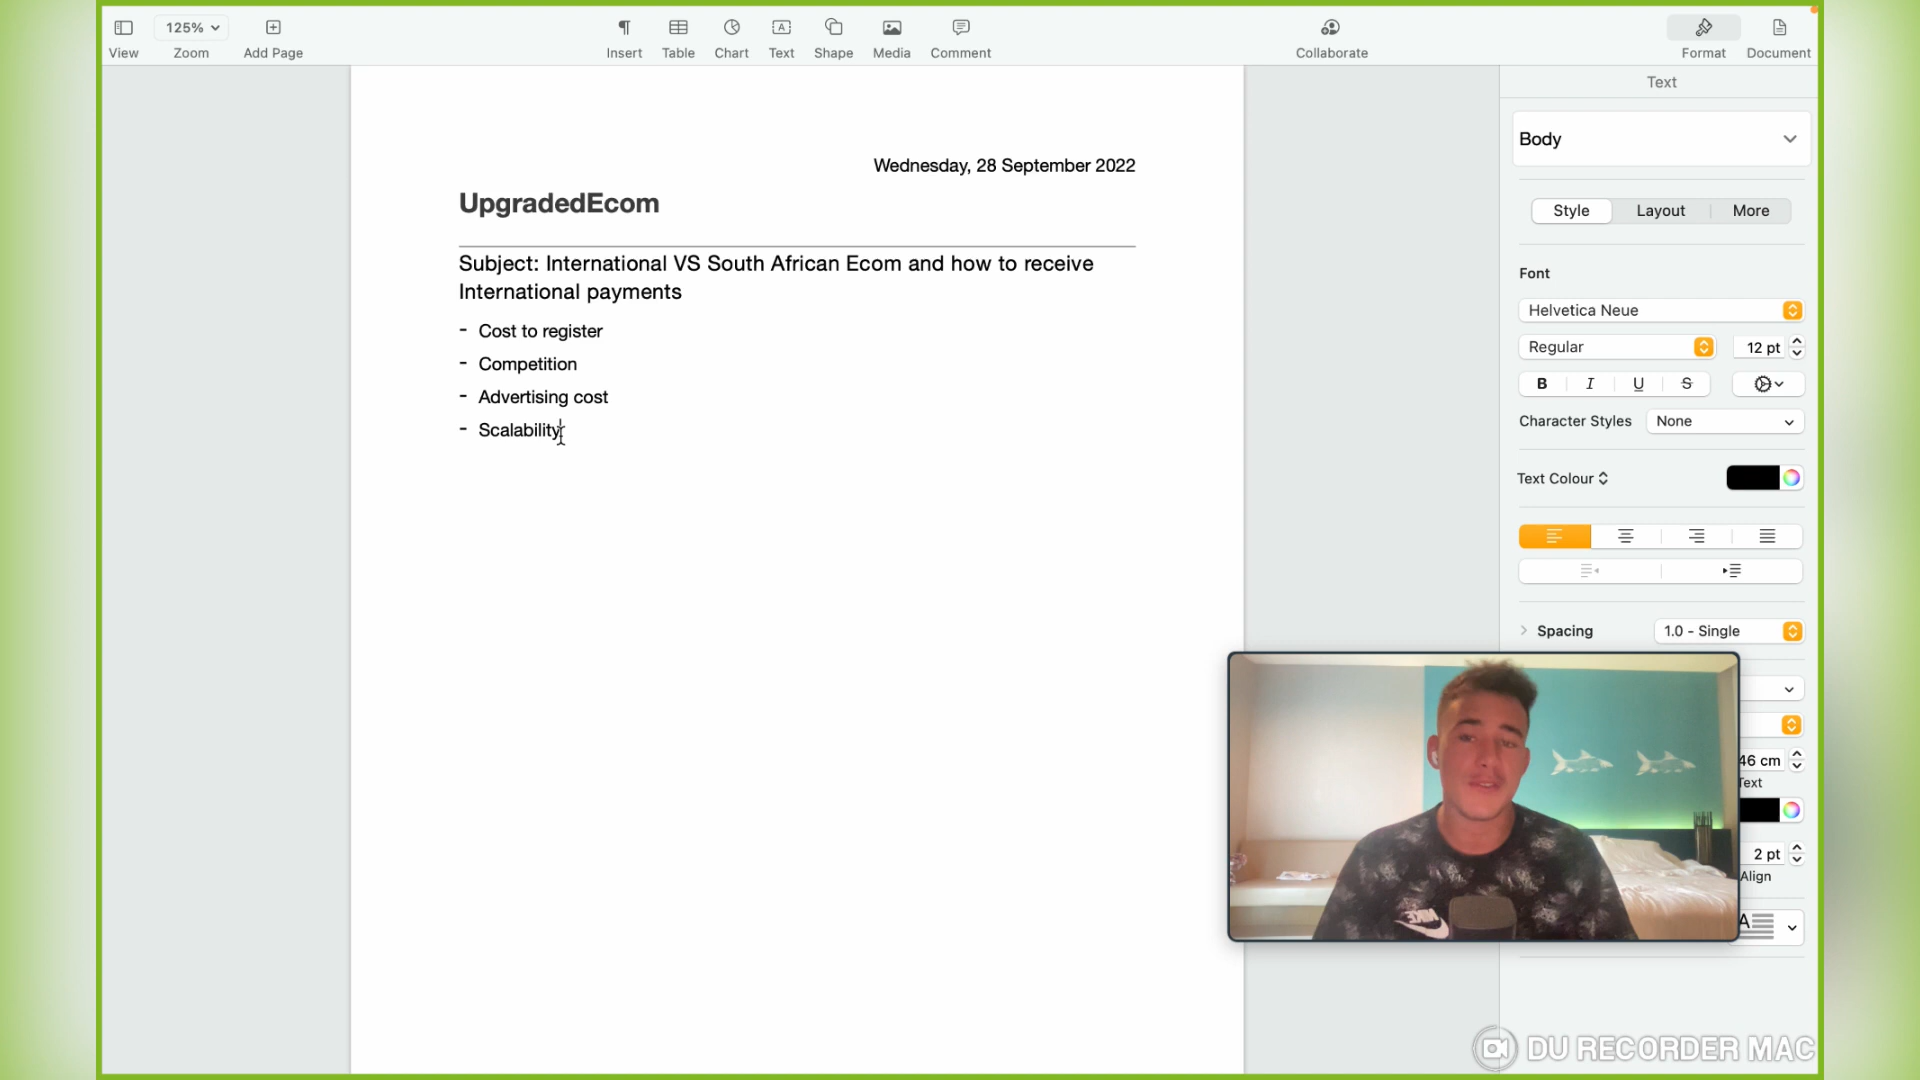 125%
View
Zoom
Add Page
Insert
Table
Chart
Text
Shape
Media
Comment
Collaborate
Format
Document
Text
Body
Style
Layout
More
Font
Helvetica Neue
Regular
12 pt
B I U S
Character Styles
None
Text Colour
Spacing
1.0 - Single
46 cm
Text
2 pt
Align
A
Wednesday, 28 September 2022
UpgradedEcom
Subject: International VS South African Ecom and how to receive
International payments
- Cost to register
- Competition
- Advertising cost
- Scalability
NIKE
DU RECORDER MAC